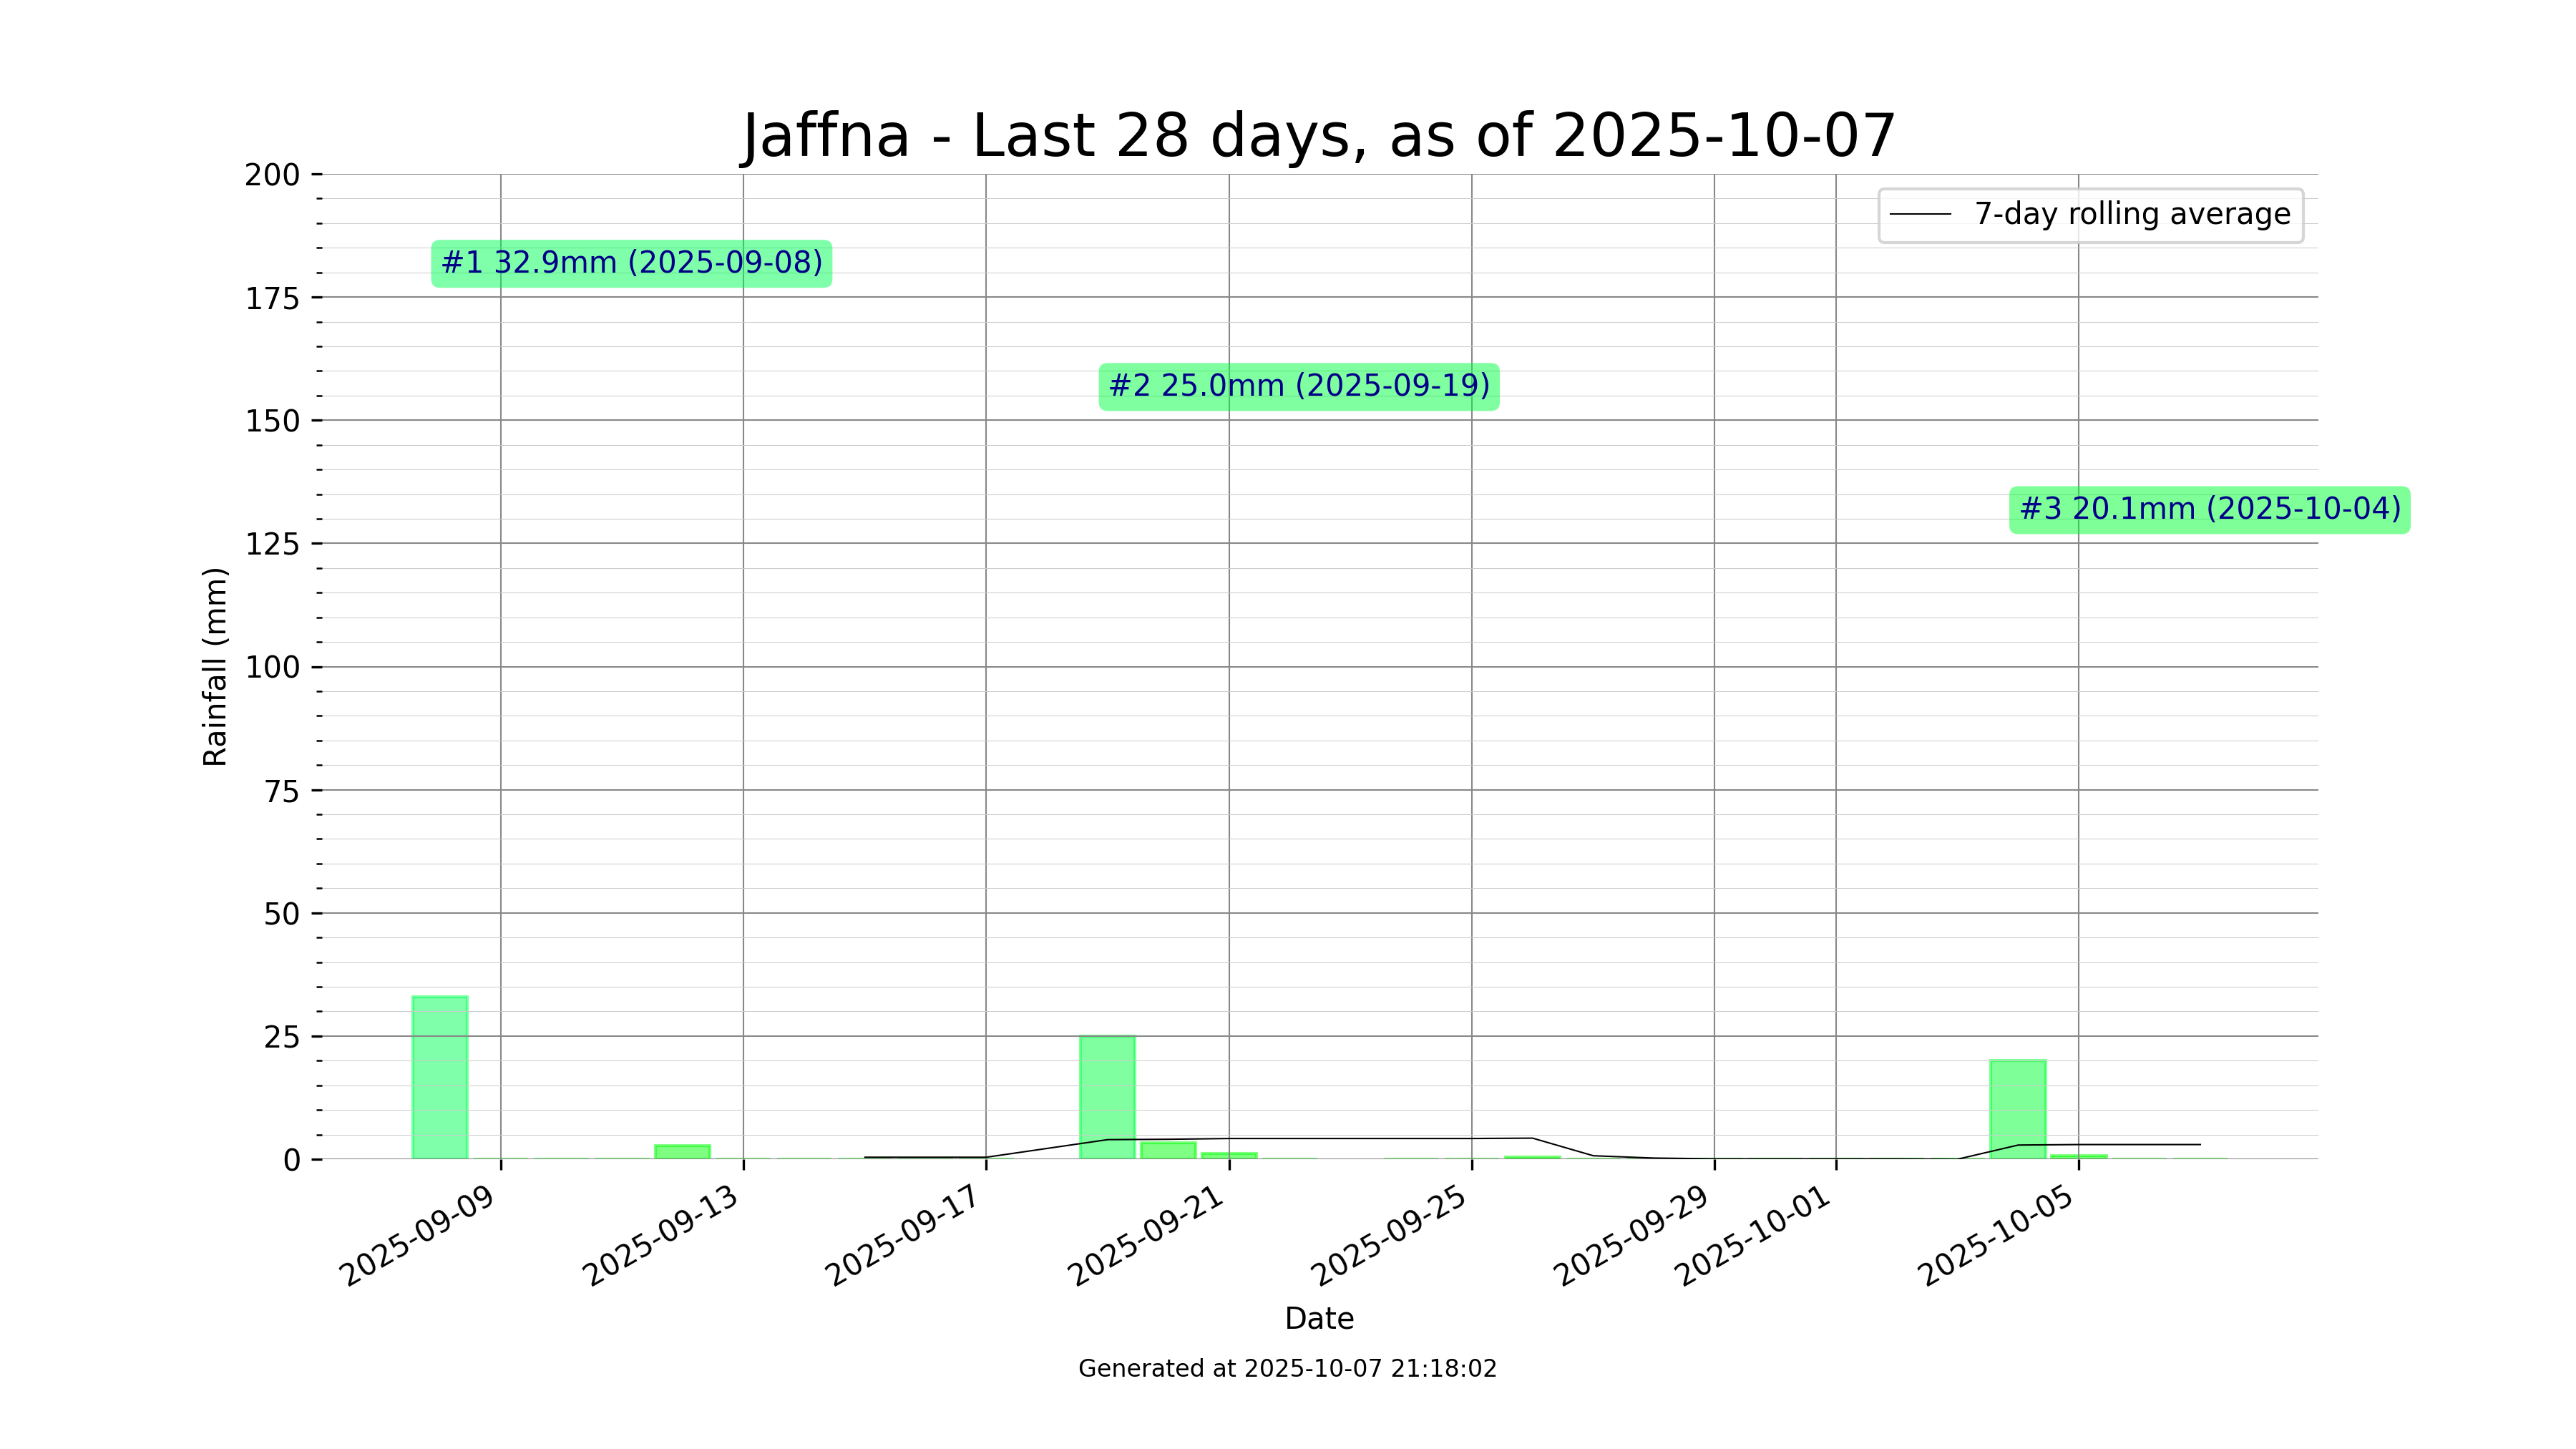 Jaffna - Last 28 days, as of 2025-10-07
200
175
150
125
100
75
50
25
0
Rainfall (mm)
7-day rolling average
#1 32.9mm (2025-09-08)
#2 25.0mm (2025-09-19)
#3 20.1mm (2025-10-04)
2025-09-09
2025-09-13
2025-09-17
2025-09-21
2025-09-25
2025-09-29
2025-10-01
2025-10-05
Date
Generated at 2025-10-07 21:18:02